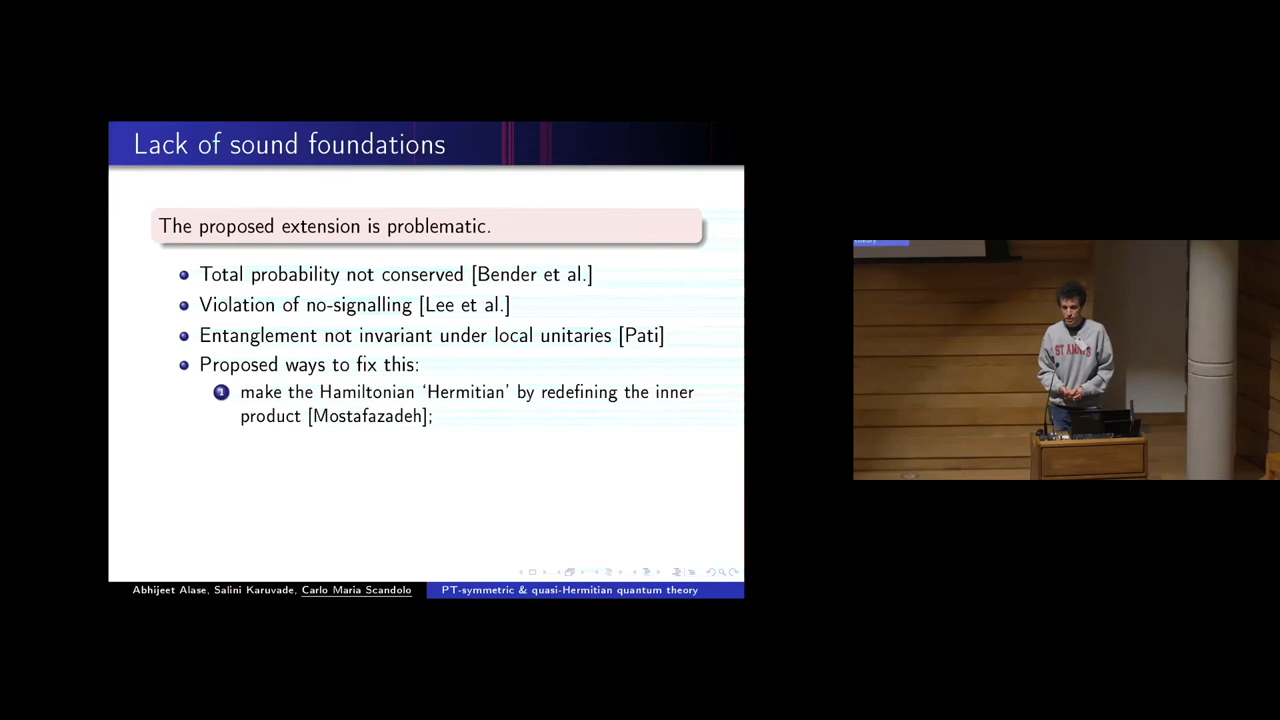 Lack of sound foundations
The proposed extension is problematic.
Total probability not conserved [Bender et al.]
Violation of no-signalling [Lee et al.]
Entanglement not invariant under local unitaries [Pati]
Proposed ways to fix this:
1 make the Hamiltonian ‘Hermitian’ by redefining the inner
product [Mostafazadeh];
Abhijeet Alase, Salini Karuvade, Carlo Maria Scandolo
PT-symmetric & quasi-Hermitian quantum theory
theory